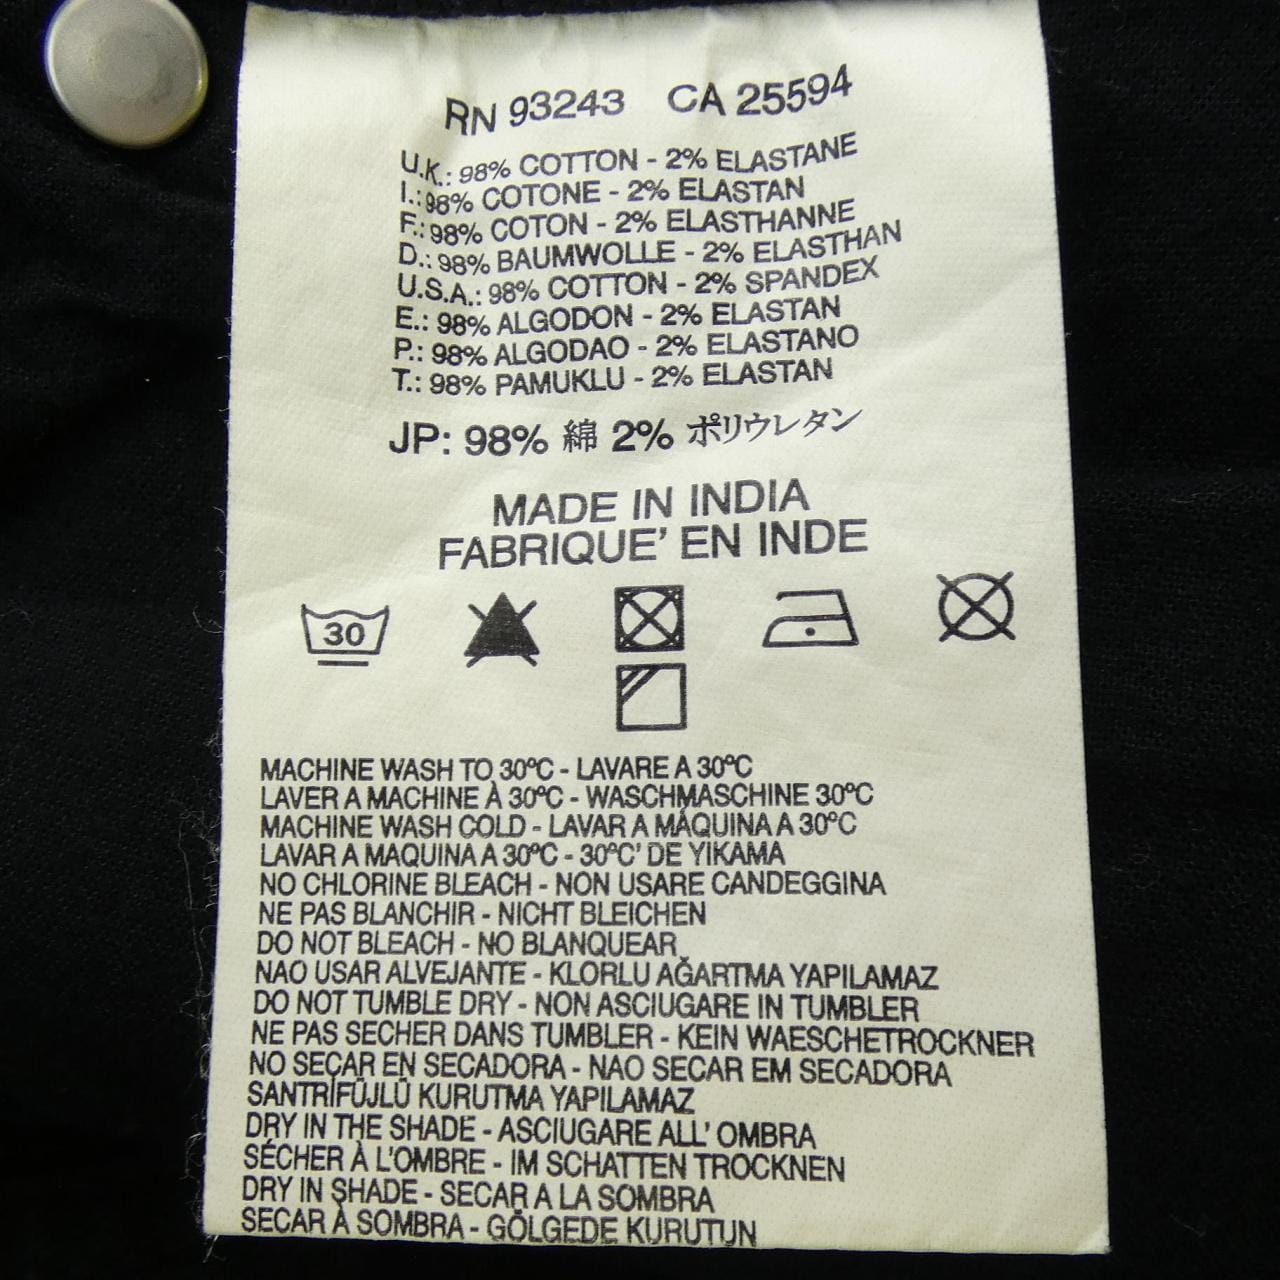 RN 93243 CA 25594
U.K.: 98% COTTON - 2% ELASTANE
I.: 98% COTONE - 2% ELASTAN
F.: 98% COTON - 2% ELASTHANNE
D.: 98% BAUMWOLLE - 2% ELASTHAN
U.S.A.: 98% COTTON - 2% SPANDEX
E.: 98% ALGODON - 2% ELASTAN
P.: 98% ALGODAO - 2% ELASTANO
T.: 98% PAMUKLU - 2% ELASTAN
JP: 98% 綿 2% ポリウレタン
MADE IN INDIA
FABRIQUE' EN INDE
30
MACHINE WASH TO 30ºC - LAVARE A 30ºC
LAVER A MACHINE À 30ºC - WASCHMASCHINE 30ºC
MACHINE WASH COLD - LAVAR A MÁQUINA A 30ºC
LAVAR A MAQUINA A 30ºC - 30ºC' DE YIKAMA
NO CHLORINE BLEACH - NON USARE CANDEGGINA
NE PAS BLANCHIR - NICHT BLEICHEN
DO NOT BLEACH - NO BLANQUEAR
NAO USAR ALVEJANTE - KLORLU AĞARTMA YAPILAMAZ
DO NOT TUMBLE DRY - NON ASCIUGARE IN TUMBLER
NE PAS SECHER DANS TUMBLER - KEIN WAESCHETROCKNER
NO SECAR EN SECADORA - NAO SECAR EM SECADORA
SANTRİFÜJLÜ KURUTMA YAPILAMAZ
DRY IN THE SHADE - ASCIUGARE ALL' OMBRA
SÉCHER À L'OMBRE - IM SCHATTEN TROCKNEN
DRY IN SHADE - SECAR A LA SOMBRA
SECAR À SOMBRA - GÖLGEDE KURUTUN